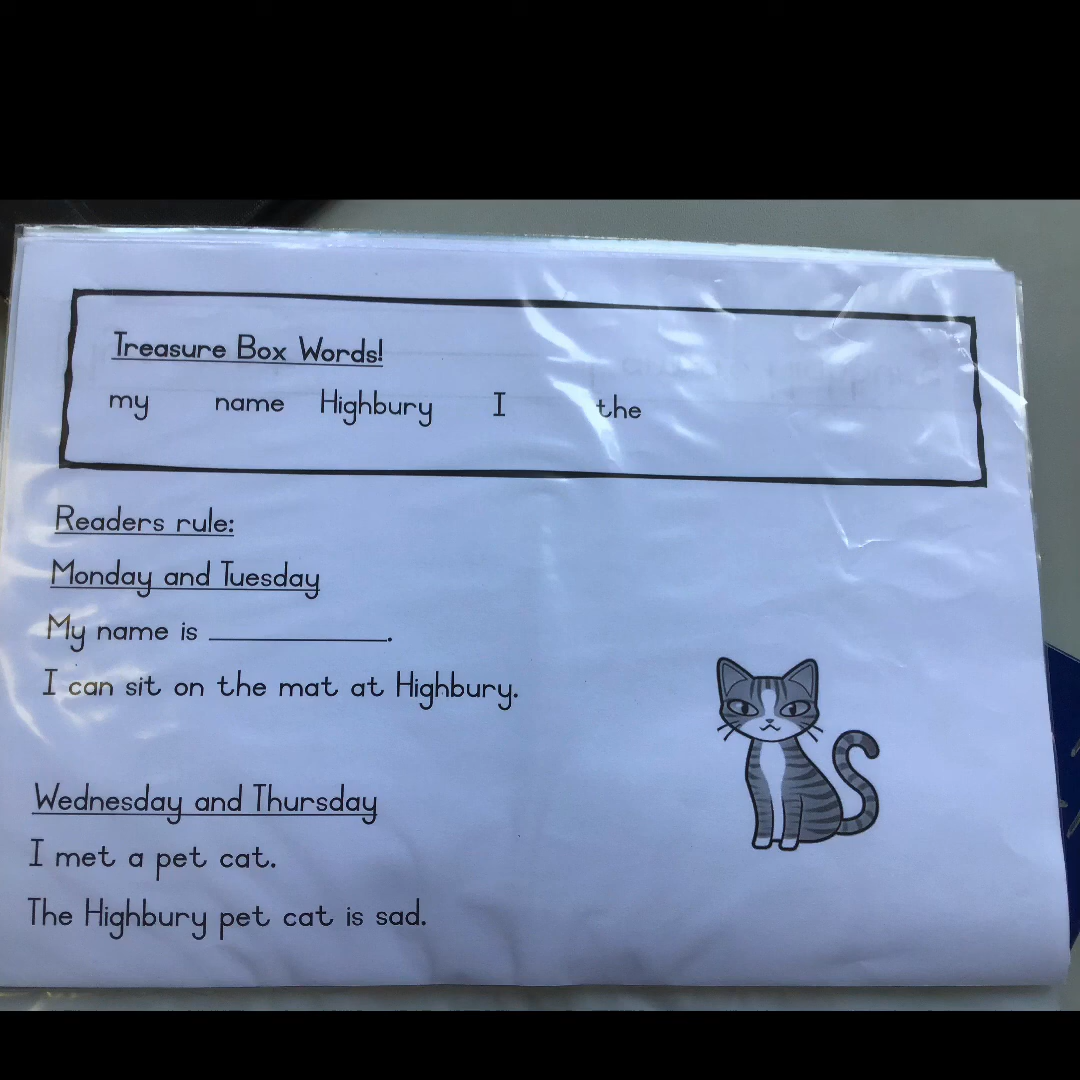 Treasure Box Words!
my name Highbury I the
Readers rule:
Monday and Tuesday
My name is ____________.
I can sit on the mat at Highbury.
Wednesday and Thursday
I met a pet cat.
The Highbury pet cat is sad.